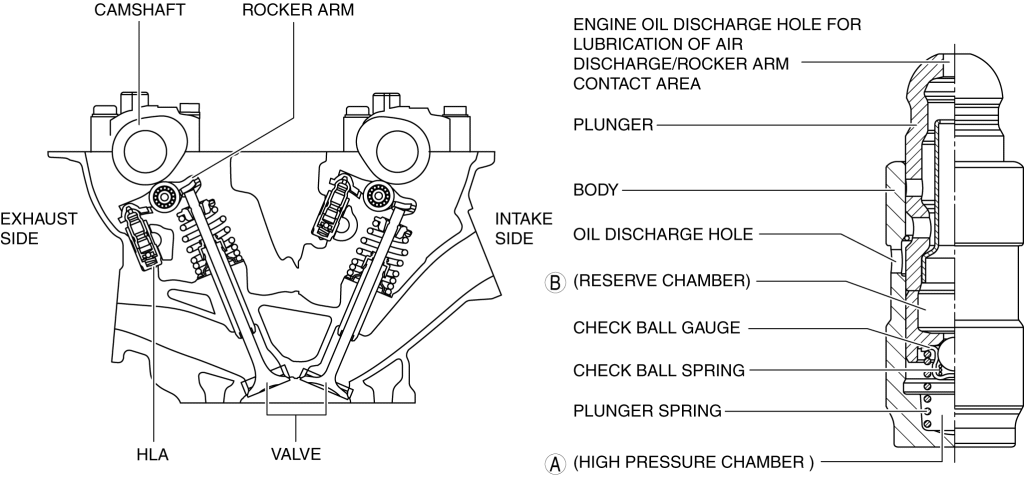 CAMSHAFT
ROCKER ARM
EXHAUST
SIDE
INTAKE
SIDE
HLA
VALVE
ENGINE OIL DISCHARGE HOLE FOR
LUBRICATION OF AIR
DISCHARGE/ROCKER ARM
CONTACT AREA
PLUNGER
BODY
OIL DISCHARGE HOLE
B (RESERVE CHAMBER)
CHECK BALL GAUGE
CHECK BALL SPRING
PLUNGER SPRING
A (HIGH PRESSURE CHAMBER )